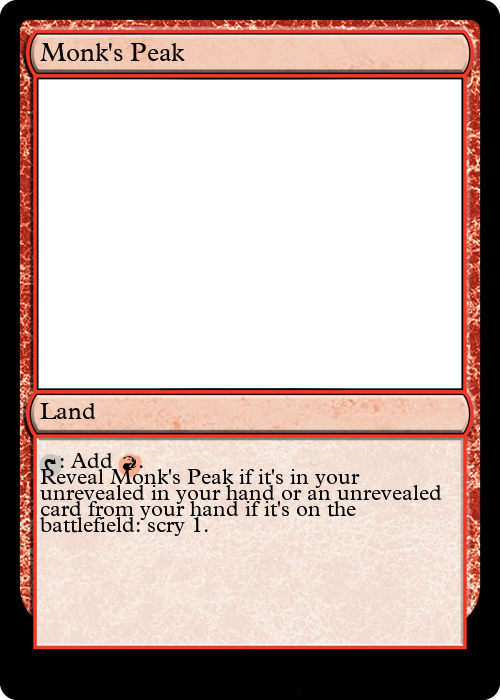 Monk's Peak
Land
: Add .
Reveal Monk's Peak if it's in your
unrevealed in your hand or an unrevealed
card from your hand if it's on the
battlefield: scry 1.